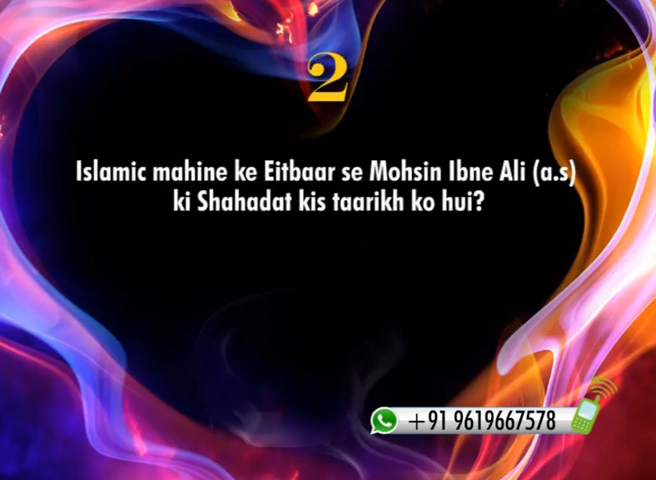 2
Islamic mahine ke Eitbaar se Mohsin Ibne Ali (a.s)
ki Shahadat kis taarikh ko hui?
+91 9619667578